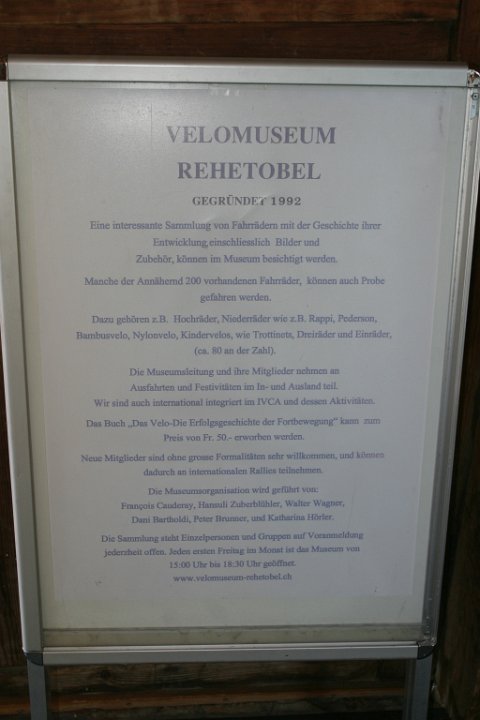 VELOMUSEUM
REHETOBEL
GEGRÜNDET 1992
Eine interessante Sammlung von Fahrrädern mit der Geschichte ihrer
Entwicklung,einschliesslich Bilder und
Zubehör, können im Museum besichtigt werden.
Manche der Annähernd 200 vorhandenen Fahrräder, können auch Probe
gefahren werden.
Dazu gehören z.B. Hochräder, Niederräder wie z.B. Rappi, Pederson,
Bambusvelo, Nylonvelo, Kindervelos, wie Trottinets, Dreiräder und Einräder,
(ca. 80 an der Zahl).
Die Museumsleitung und ihre Mitglieder nehmen an
Ausfahrten und Festivitäten im In- und Ausland teil.
Wir sind auch international integriert im IVCA und dessen Aktivitäten.
Das Buch „Das Velo-Die Erfolgsgeschichte der Fortbewegung“ kann zum
Preis von Fr. 50.- erworben werden.
Neue Mitglieder sind ohne grosse Formalitäten sehr willkommen, und können
dadurch an internationalen Rallies teilnehmen.
Die Museumsorganisation wird geführt von:
François Cauderay, Hansuli Zuberblühler, Walter Wagner,
Dani Bartholdi, Peter Brunner, und Katharina Hörler.
Die Sammlung steht Einzelpersonen und Gruppen auf Voranmeldung
jederzheit offen. Jeden ersten Freitag im Monst ist das Museum von
15:00 Uhr bis 18:30 Uhr geöffnet.
www.velomuseum-rehetobel.ch